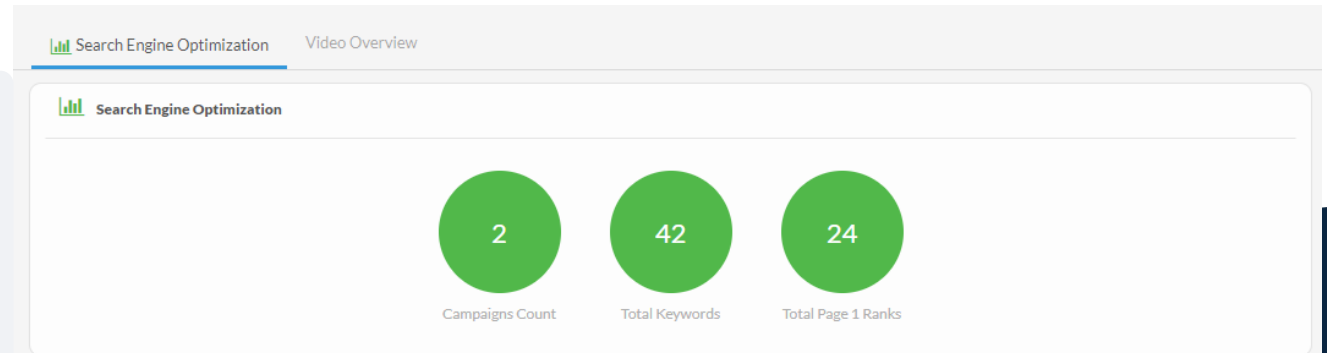 Search Engine Optimization Video Overview
Search Engine Optimization
2 42 24
Campaigns Count Total Keywords Total Page 1 Ranks